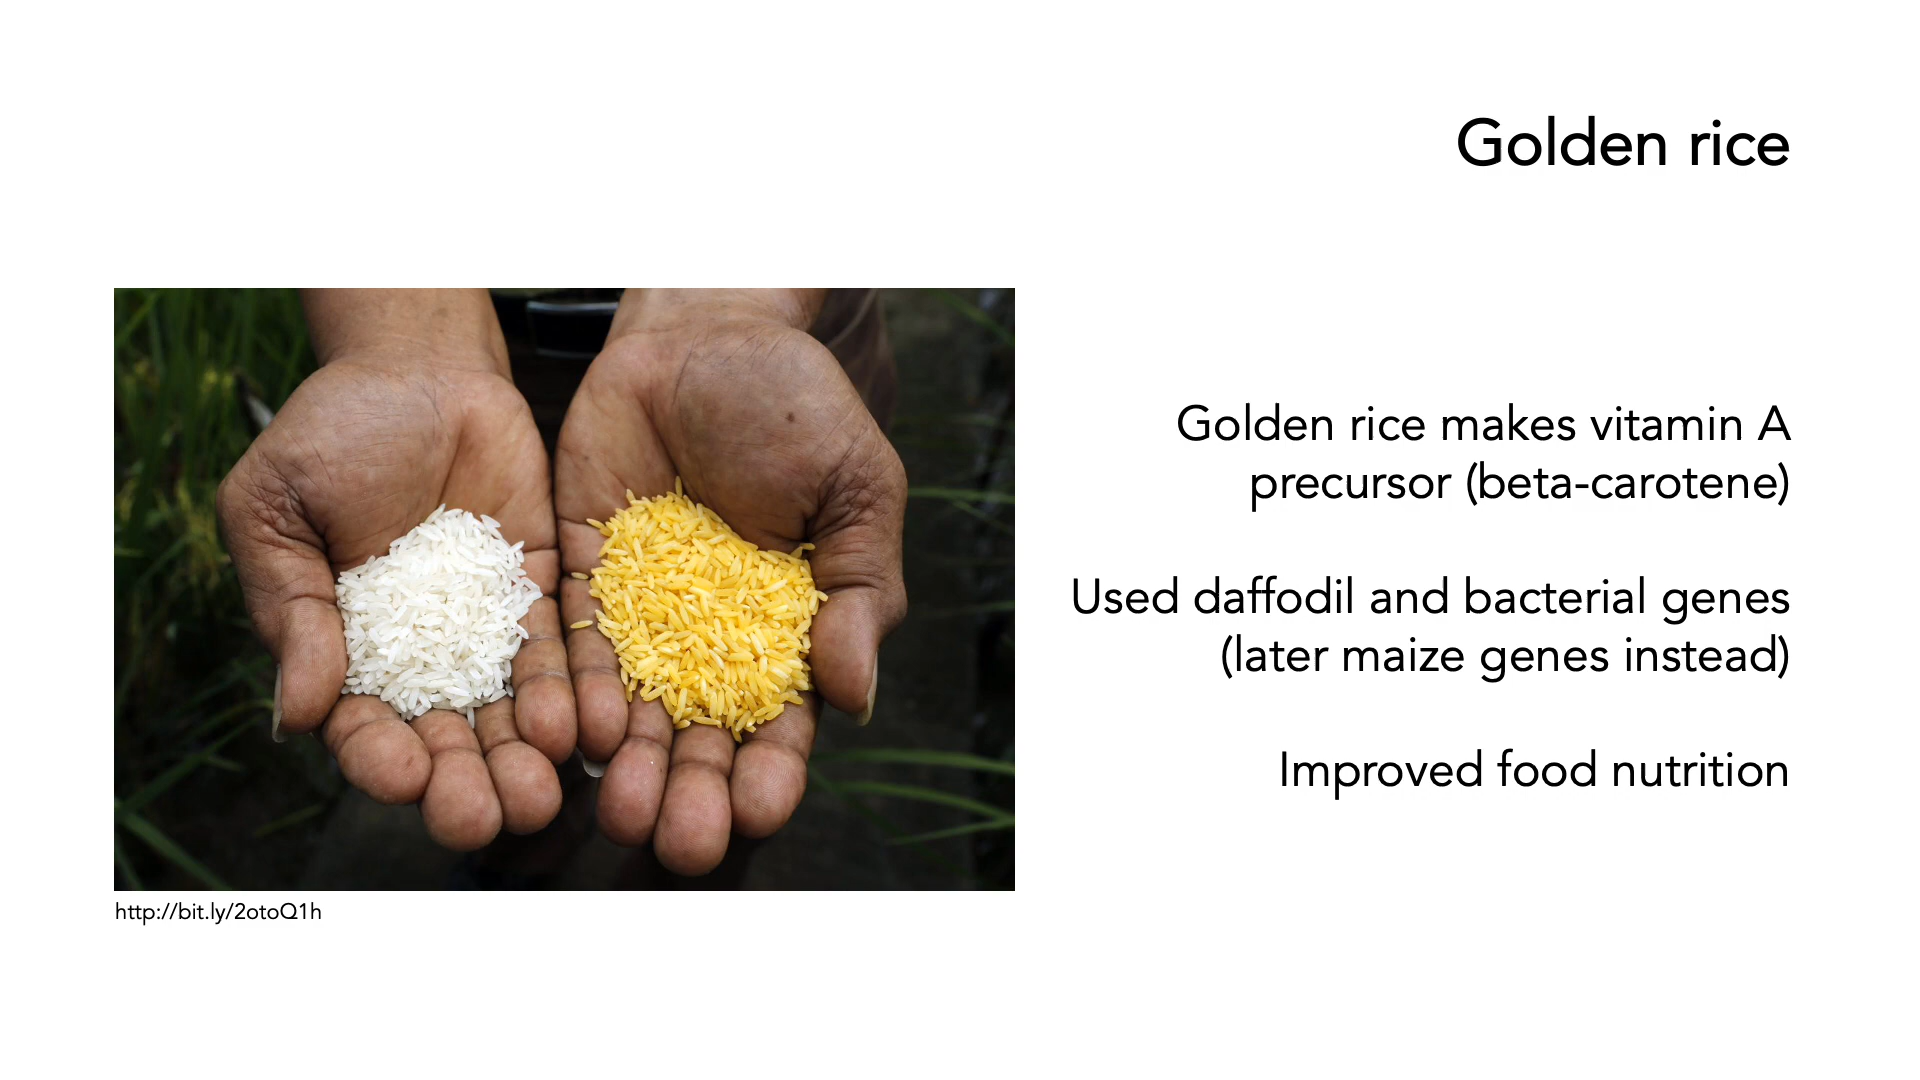 Golden rice
Golden rice makes vitamin A
precursor (beta-carotene)
Used daffodil and bacterial genes
(later maize genes instead)
Improved food nutrition
http://bit.ly/2otoQ1h